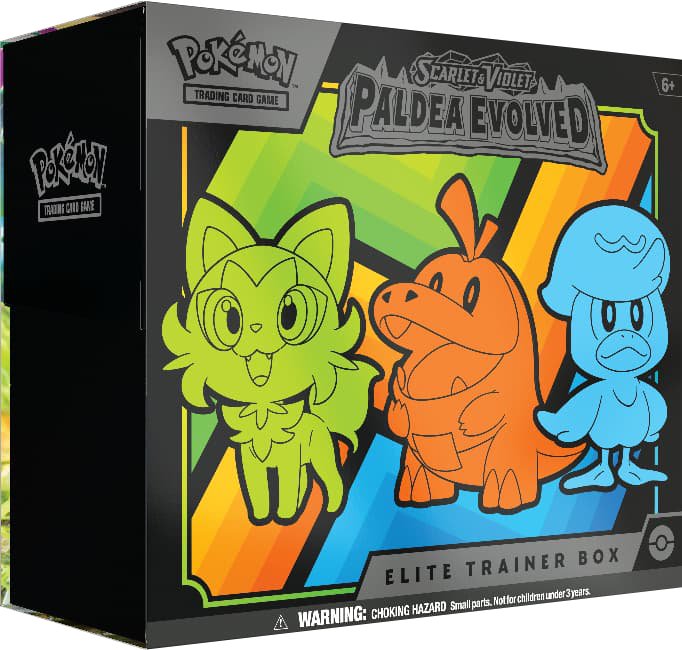 POKéMON
TRADING CARD GAME
SCARLET & VIOLET
PALDEA EVOLVED
6+
POKéMON
TRADING CARD GAME
ELITE TRAINER BOX
WARNING: CHOKING HAZARD Small parts. Not for children under 3 years.